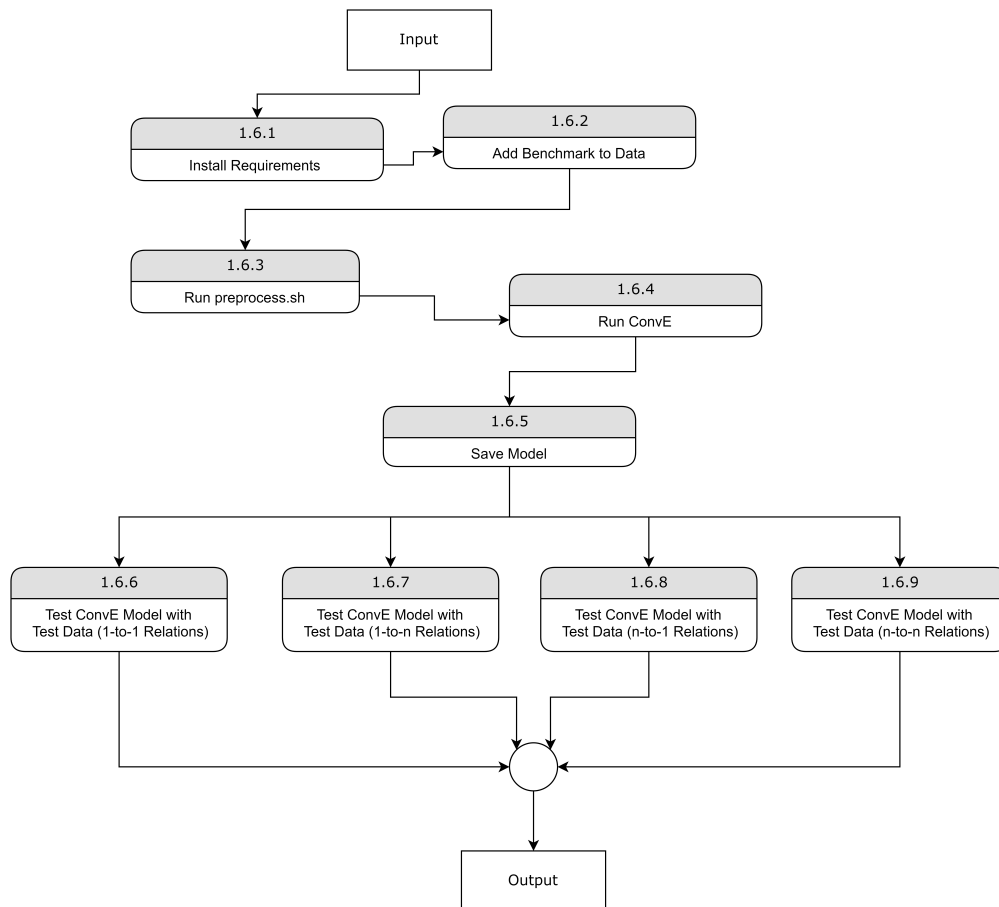 Input
1.6.1
Install Requirements
1.6.2
Add Benchmark to Data
1.6.3
Run preprocess.sh
1.6.4
Run ConvE
1.6.5
Save Model
1.6.6
Test ConvE Model with
Test Data (1-to-1 Relations)
1.6.7
Test ConvE Model with
Test Data (1-to-n Relations)
1.6.8
Test ConvE Model with
Test Data (n-to-1 Relations)
1.6.9
Test ConvE Model with
Test Data (n-to-n Relations)
Output